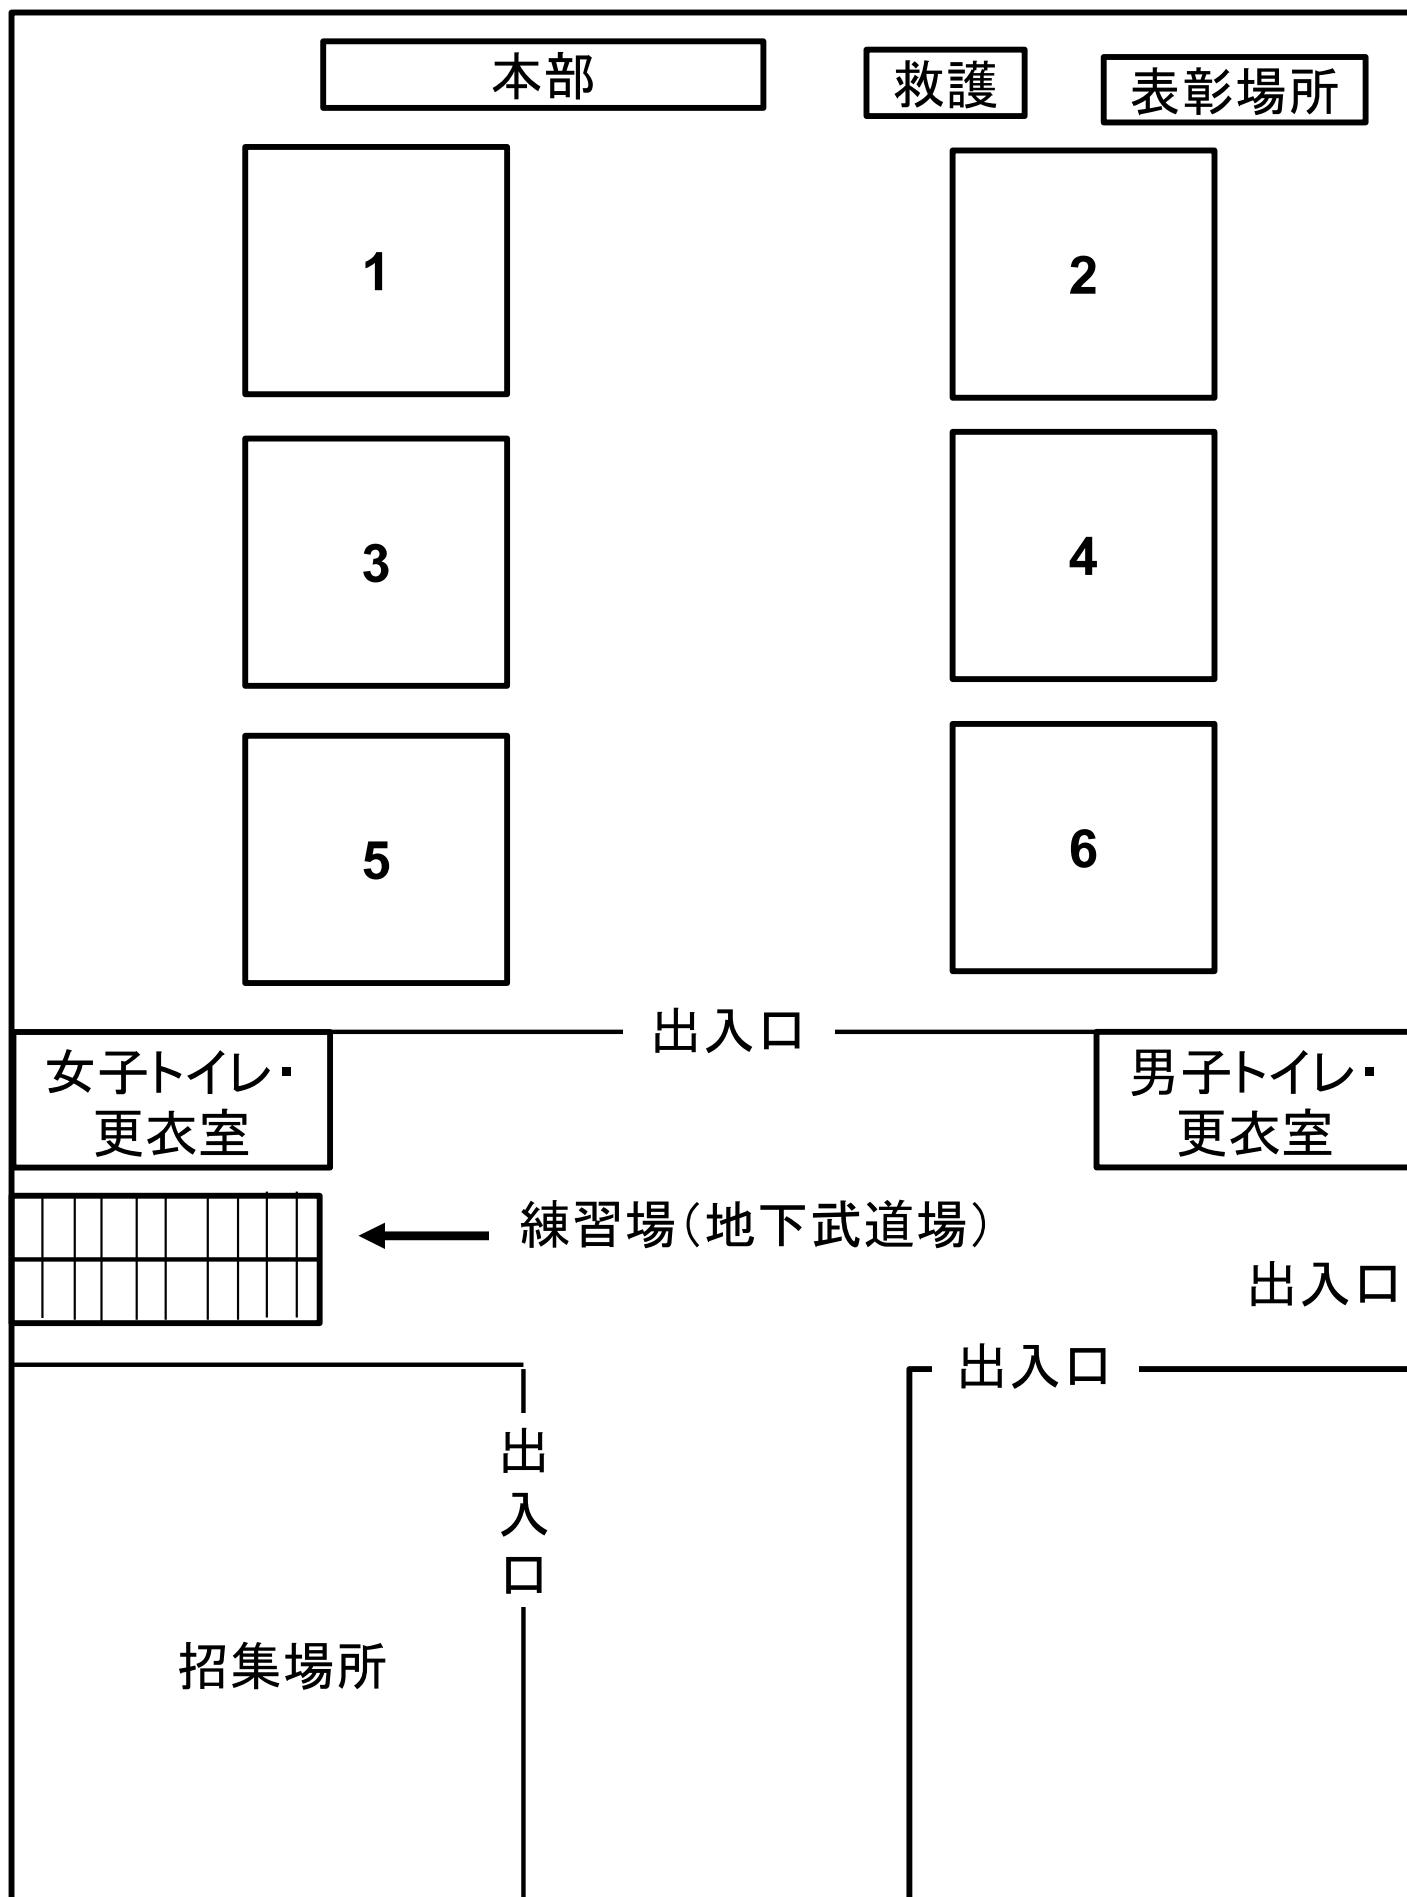 本部
救護
表彰場所
1
2
3
4
5
6
出入口
女子トイレ・
更衣室
男子トイレ・
更衣室
練習場(地下武道場)
出入口
出入口
出入口
招集場所